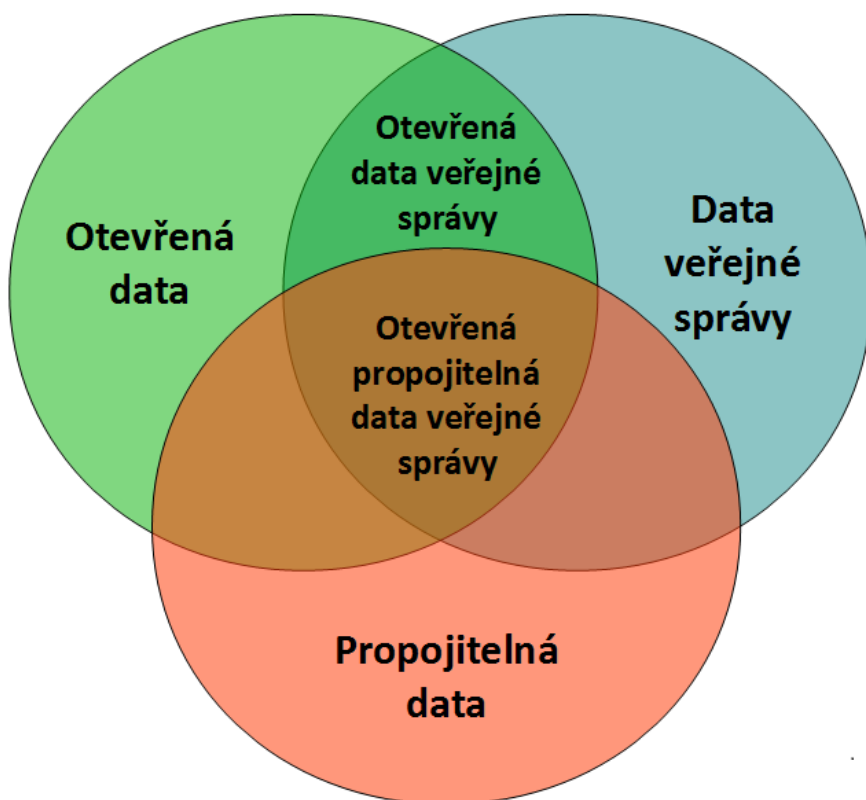 Otevřená
data veřejné
správy
Otevřená
data
Data
veřejné
správy
Otevřená
propojitelná
data veřejné
správy
Propojitelná
data